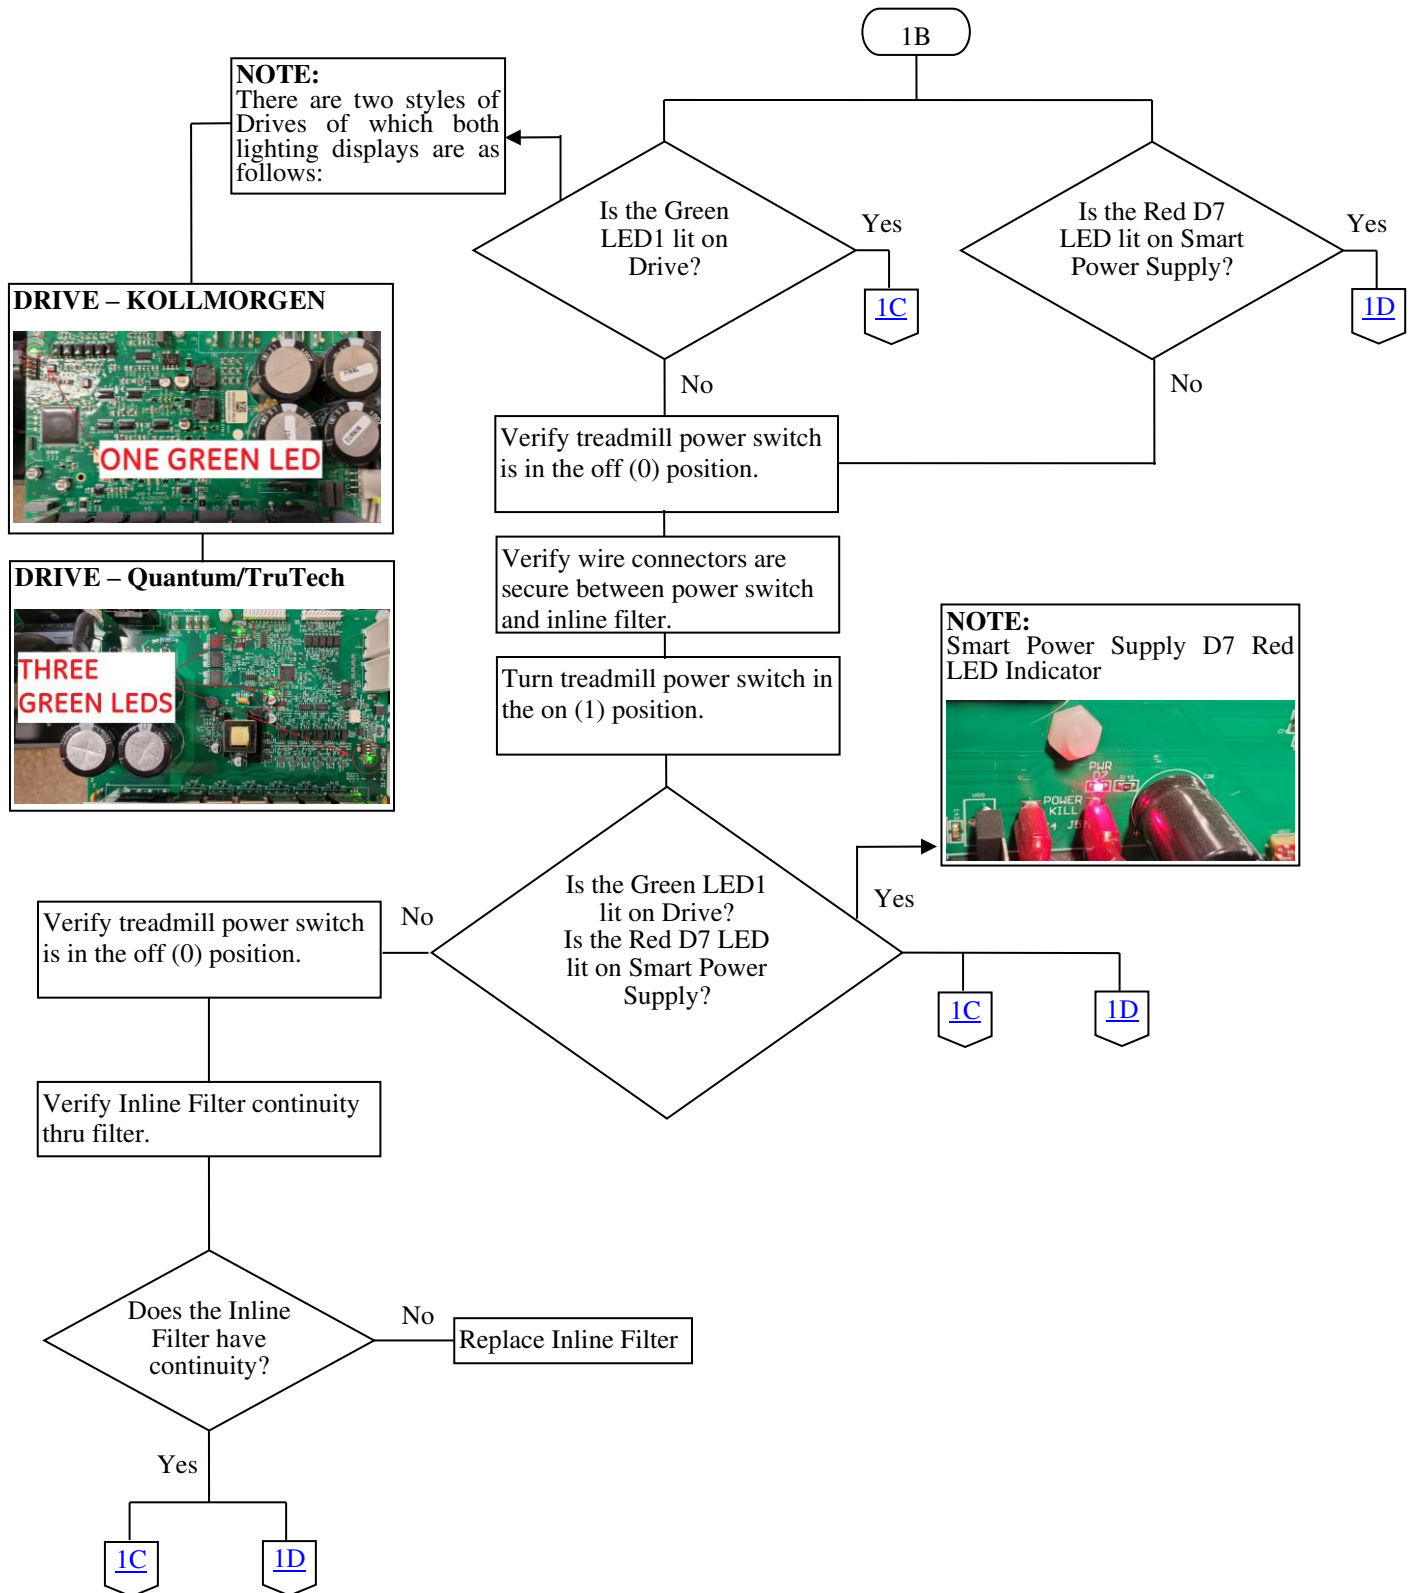 1B
NOTE:
There are two styles of
Drives of which both
lighting displays are as
follows:
Is the Green
LED1 lit on
Drive?
Yes
1C
Is the Red D7
LED lit on Smart
Power Supply?
Yes
1D
DRIVE – KOLLMORGEN
ONE GREEN LED
No
No
Verify treadmill power switch
is in the off (0) position.
Verify wire connectors are
secure between power switch
and inline filter.
DRIVE – Quantum/TruTech
THREE
GREEN LEDS
Turn treadmill power switch in
the on (1) position.
NOTE:
Smart Power Supply D7 Red
LED Indicator
PWR
D7
POWER
KILL
Is the Green LED1
lit on Drive?
Is the Red D7 LED
lit on Smart Power
Supply?
Yes
1C
1D
No
Verify treadmill power switch
is in the off (0) position.
Verify Inline Filter continuity
thru filter.
Does the Inline
Filter have
continuity?
No
Replace Inline Filter
Yes
1C
1D